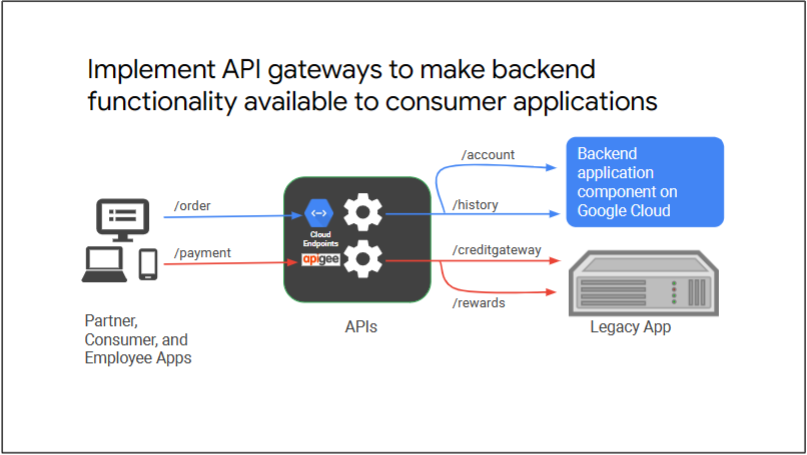 Implement API gateways to make backend
functionality available to consumer applications
/order
/payment
Partner,
Consumer, and
Employee Apps
Cloud
Endpoints
apigee
APIs
/account
/history
/creditgateway
/rewards
Backend
application
component on
Google Cloud
Legacy App